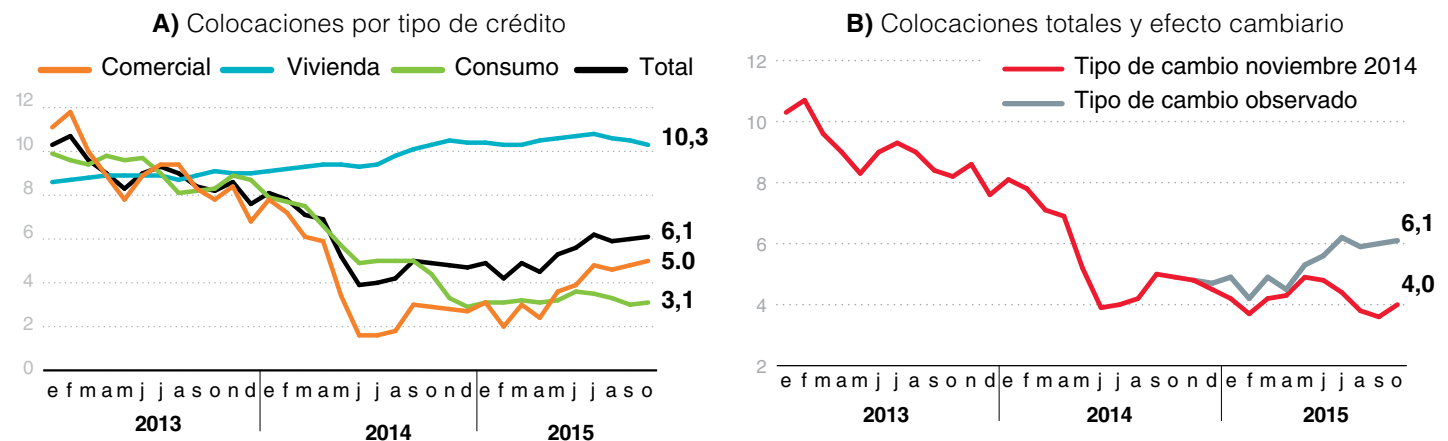 A) Colocaciones por tipo de crédito
Comercial Vivienda Consumo Total
12
10
8
6
4
2
0
10,3
6,1
5.0
3,1
e f m a m j j a s o n d e f m a m j j a s o n d e f m a m j j a s o
2013 2014 2015
B) Colocaciones totales y efecto cambiario
Tipo de cambio noviembre 2014
Tipo de cambio observado
12
10
8
6
4
2
6,1
4,0
e f m a m j j a s o n d e f m a m j j a s o n d e f m a m j j a s o
2013 2014 2015